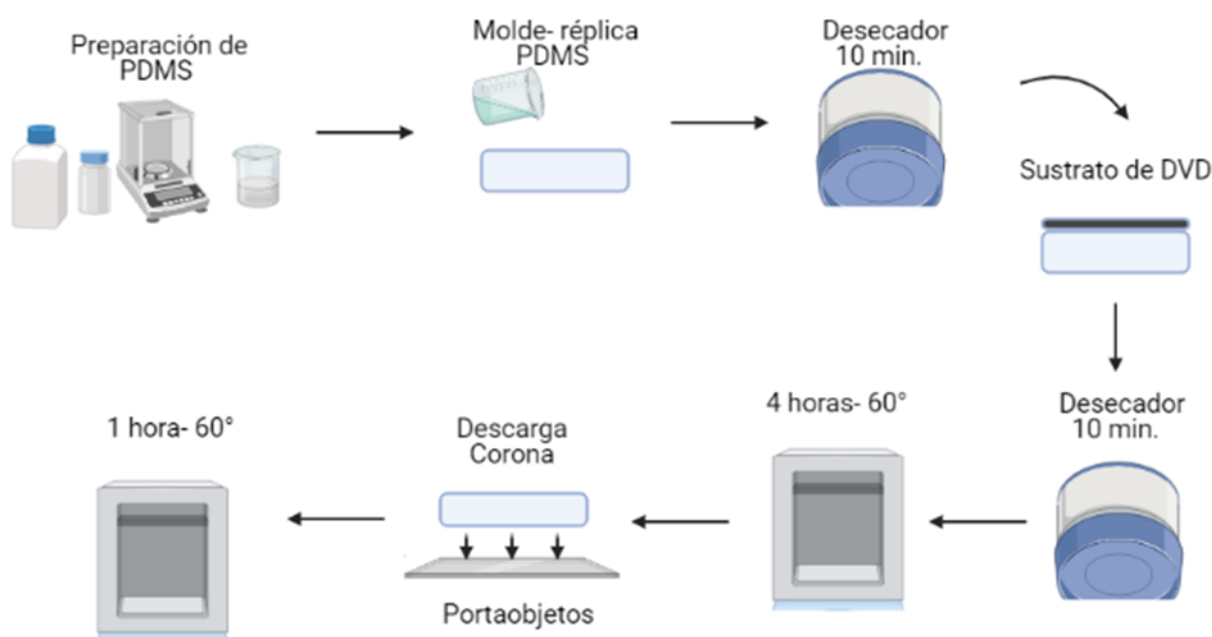 Preparación de
PDMS
Molde- réplica
PDMS
Desecador
10 min.
Sustrato de DVD
Desecador
10 min.
4 horas- 60°
Descarga
Corona
Portaobjetos
1 hora- 60°